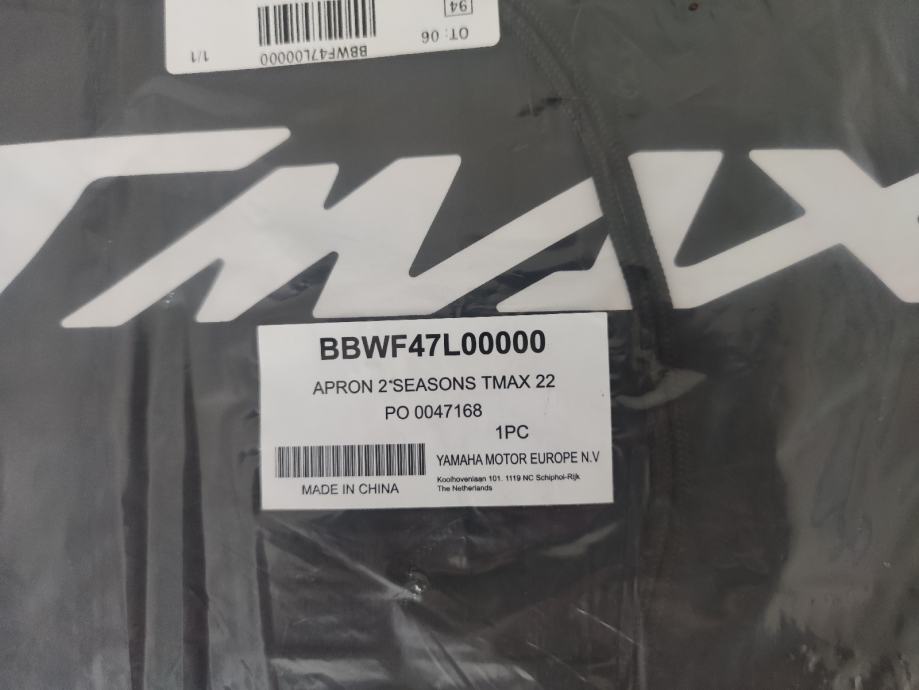 94
OT: 06
BBWF47L00000
1/1
TMAX
BBWF47L00000
APRON 2*SEASONS TMAX 22
PO 0047168
1PC
YAMAHA MOTOR EUROPE N.V
Koolhovenlaan 101. 1119 NC Schiphol-Rijk
The Netherlands
MADE IN CHINA